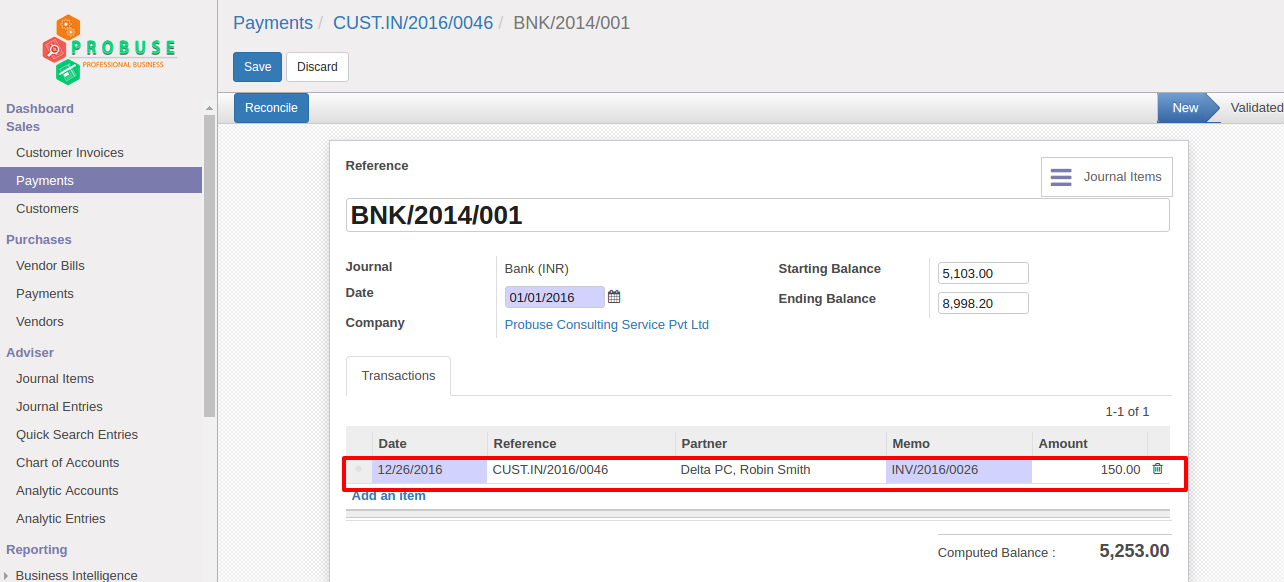 Payments / CUST.IN/2016/0046 / BNK/2014/001
PROBUSE
PROFESSIONAL BUSINESS
Save Discard
Dashboard
Sales
Customer Invoices
Payments
Customers
Purchases
Vendor Bills
Payments
Vendors
Adviser
Journal Items
Journal Entries
Quick Search Entries
Chart of Accounts
Analytic Accounts
Analytic Entries
Reporting
Business Intelligence
Reconcile New Validated
Reference
Journal Items
BNK/2014/001
Journal Bank (INR)
Date 01/01/2016
Company Probuse Consulting Service Pvt Ltd
Starting Balance 5,103.00
Ending Balance 8,998.20
Transactions
1-1 of 1
Date Reference Partner Memo Amount
12/26/2016 CUST.IN/2016/0046 Delta PC, Robin Smith INV/2016/0026 150.00
Add an item
Computed Balance : 5,253.00